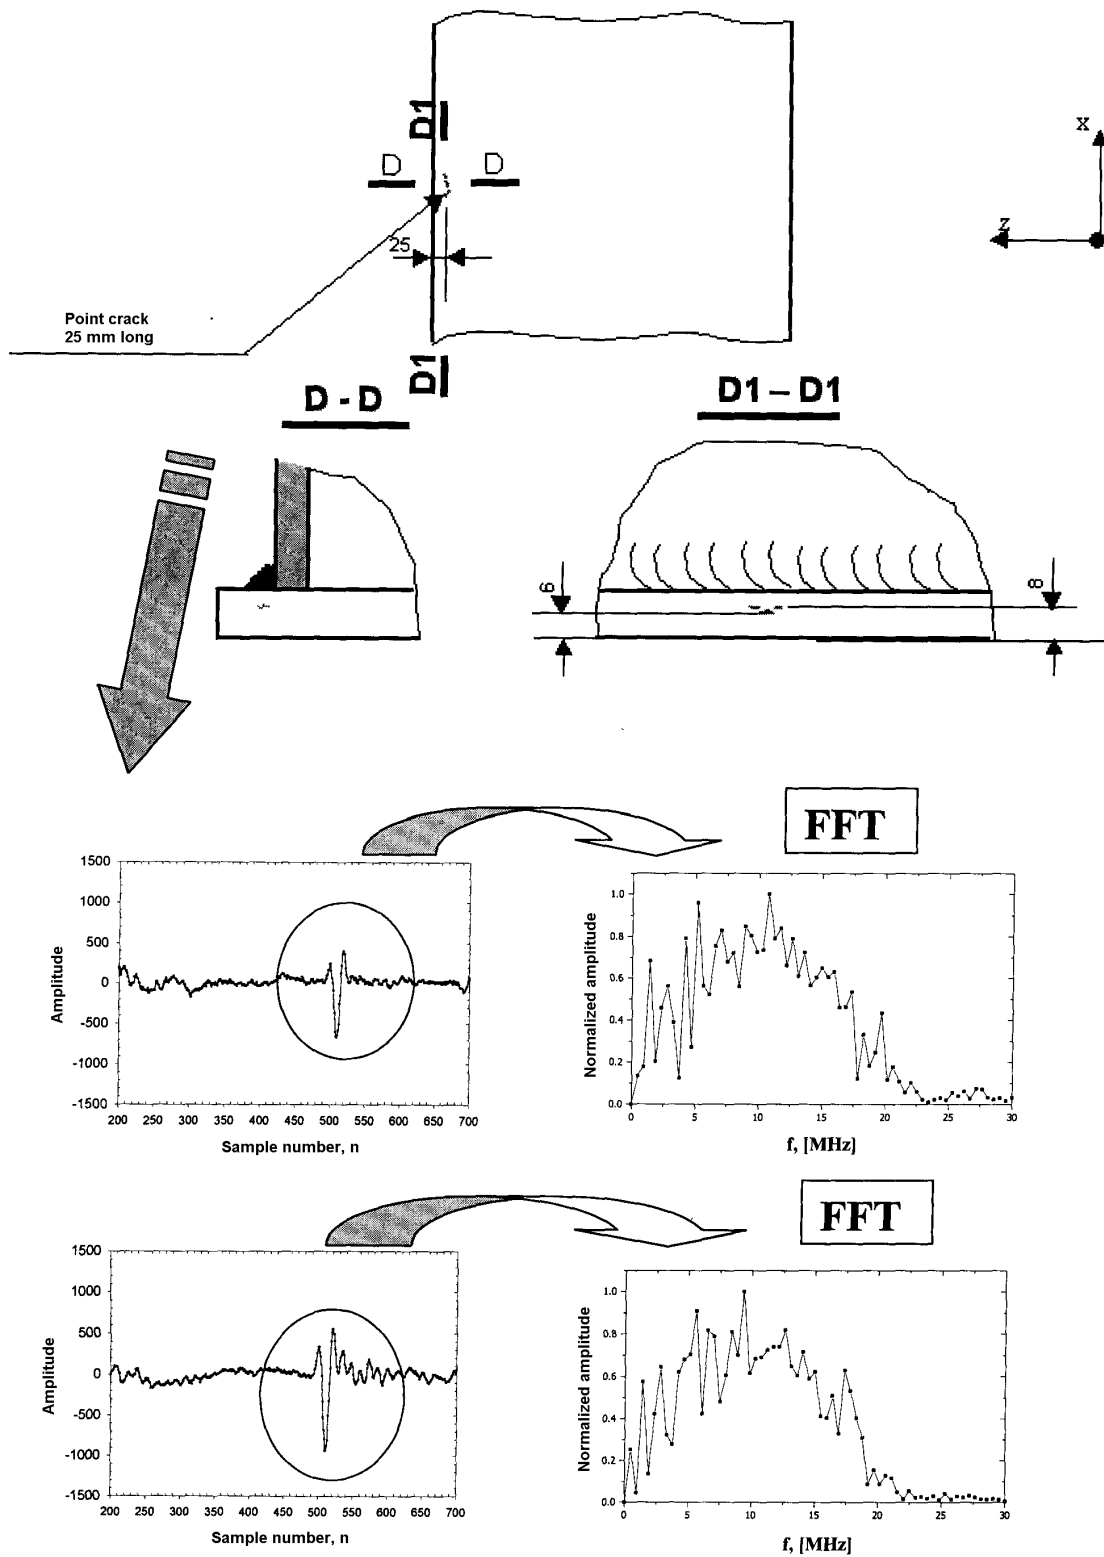 D1
X
D
D
Z
25
Point crack
25 mm long
D1
D - D
D1 – D1
6
8
FFT
1500
1000
500
0
-500
-1000
-1500
Amplitude
200 250 300 350 400 450 500 550 600 650 700
Sample number, n
1.0
0.8
0.6
0.4
0.2
0.0
Normalized amplitude
0 5 10 15 20 25 30
f, [MHz]
FFT
1500
1000
500
0
-500
-1000
-1500
Amplitude
200 250 300 350 400 450 500 550 600 650 700
Sample number, n
1.0
0.8
0.6
0.4
0.2
0.0
Normalized amplitude
0 5 10 15 20 25 30
f, [MHz]